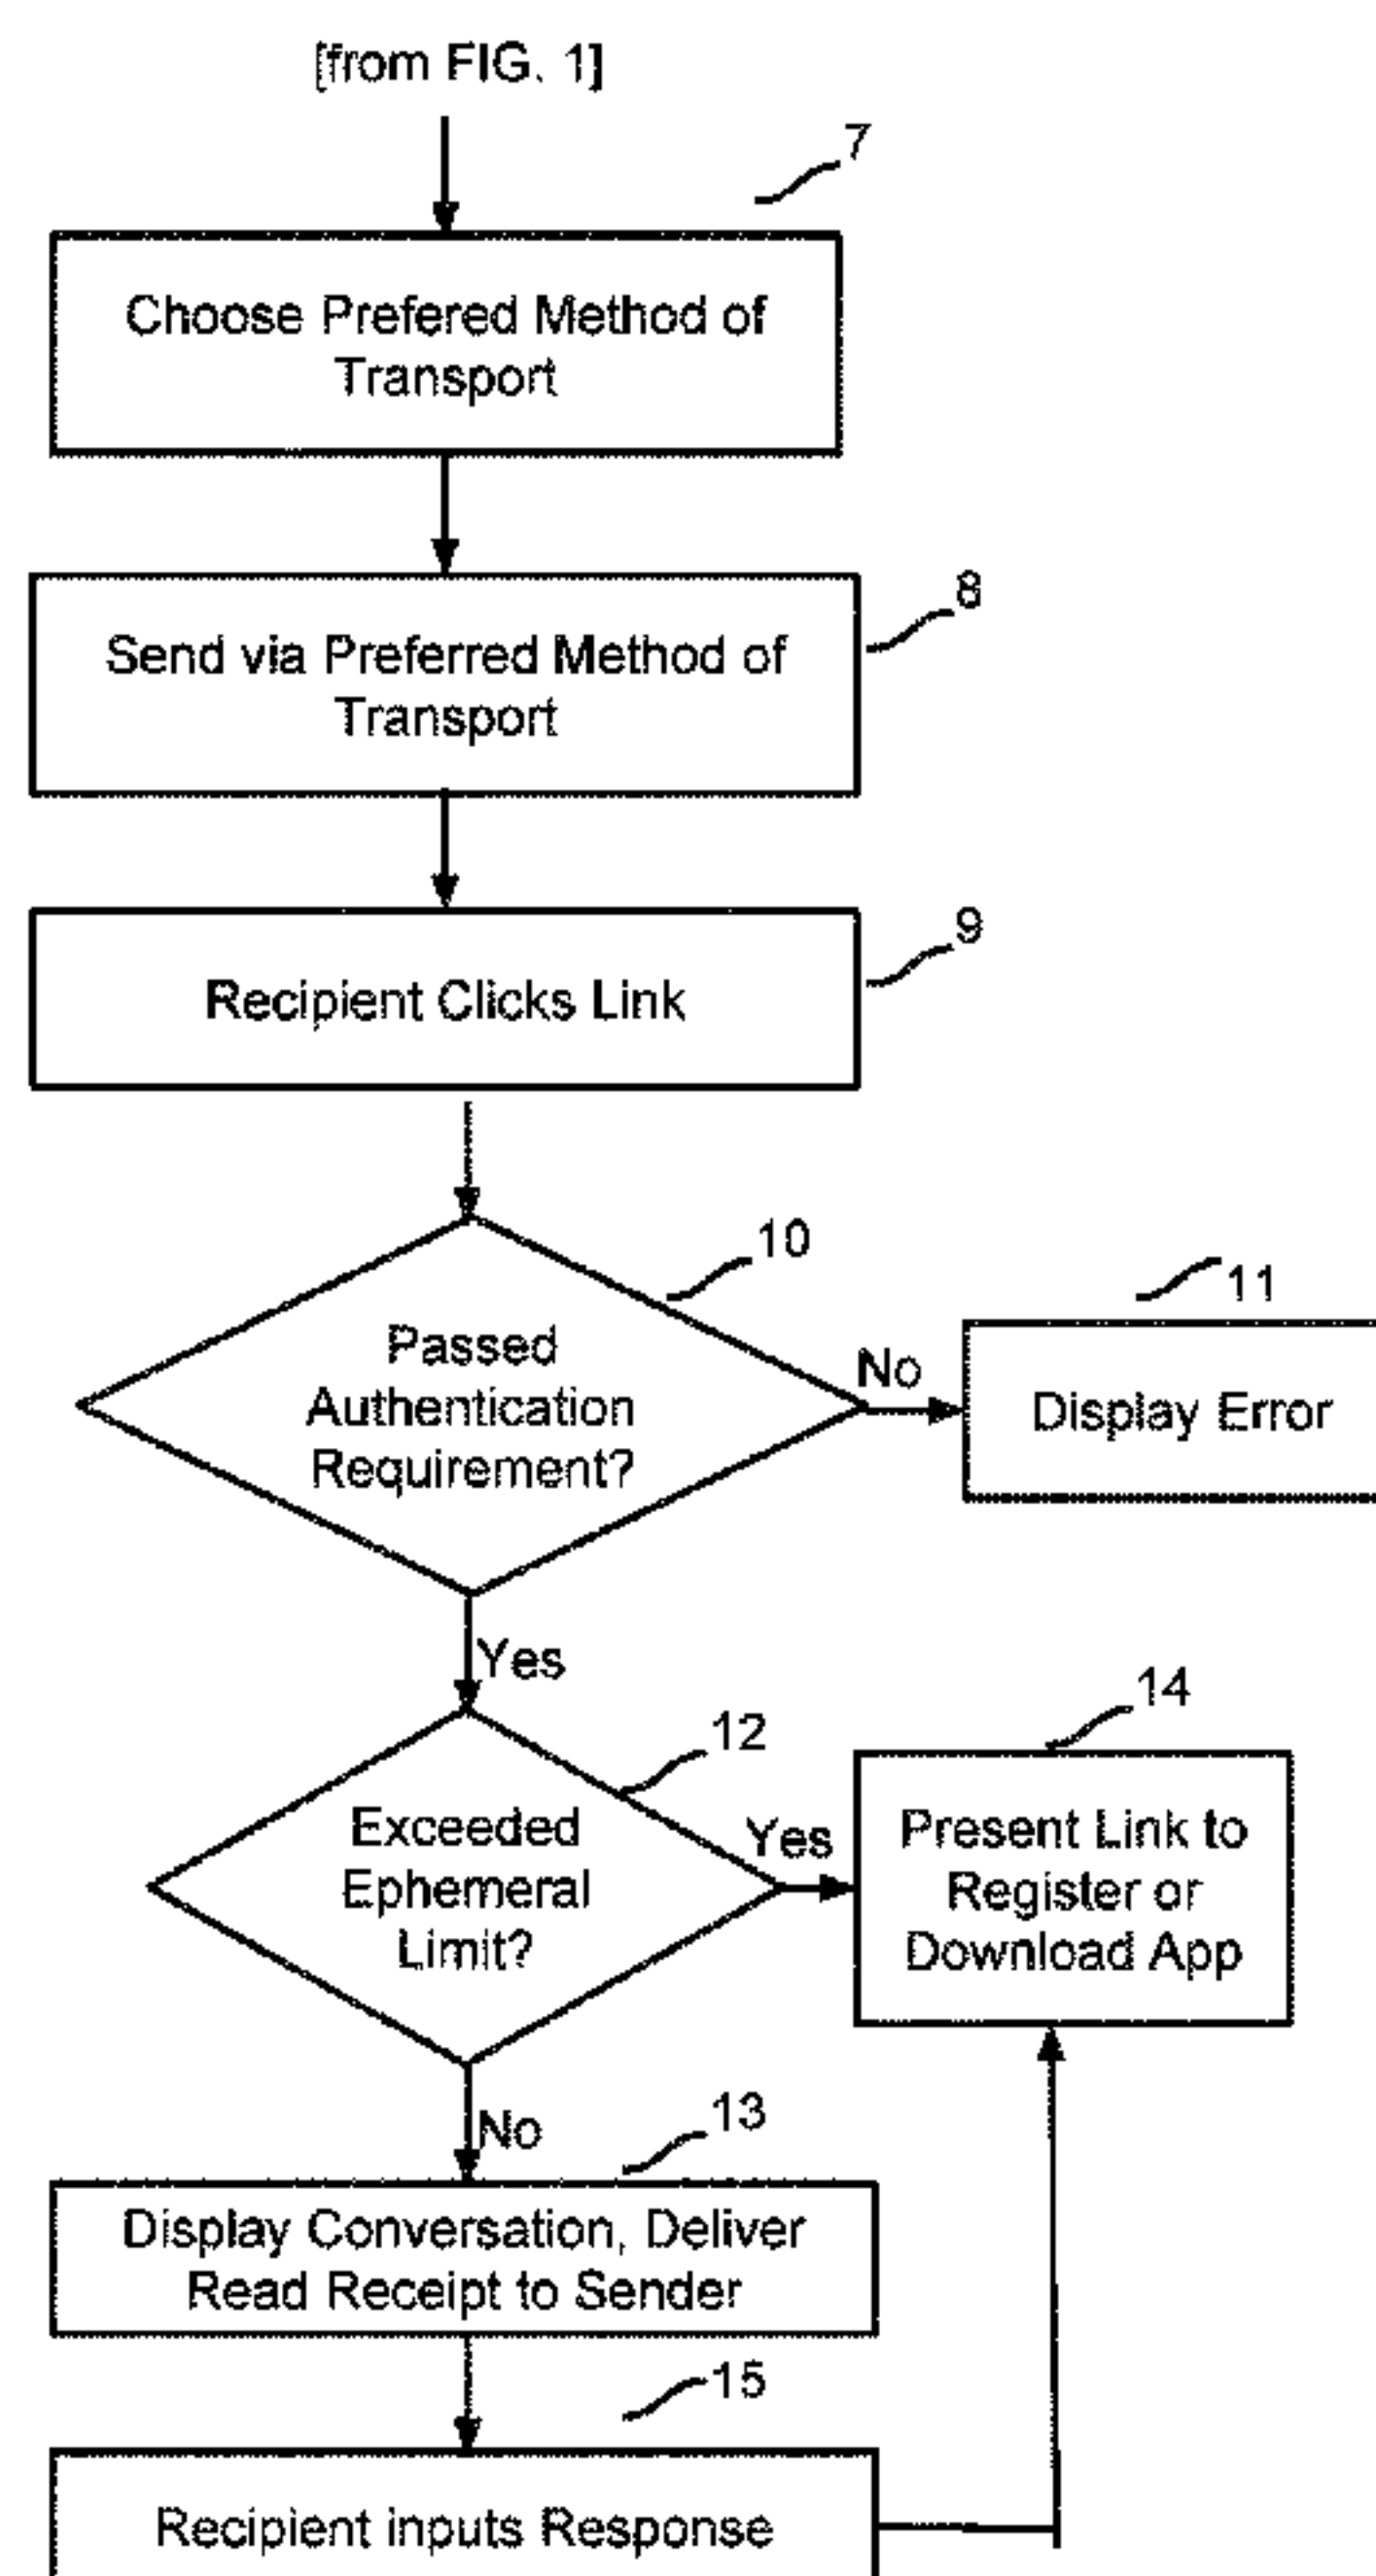 [from FIG. 1]
7
Choose Prefered Method of
Transport
8
Send via Preferred Method of
Transport
9
Recipient Clicks Link
10
Passed
Authentication
Requirement?
No
11
Display Error
Yes
12
Exceeded
Ephemeral
Limit?
Yes
14
Present Link to
Register or
Download App
No
13
Display Conversation, Deliver
Read Receipt to Sender
15
Recipient inputs Response